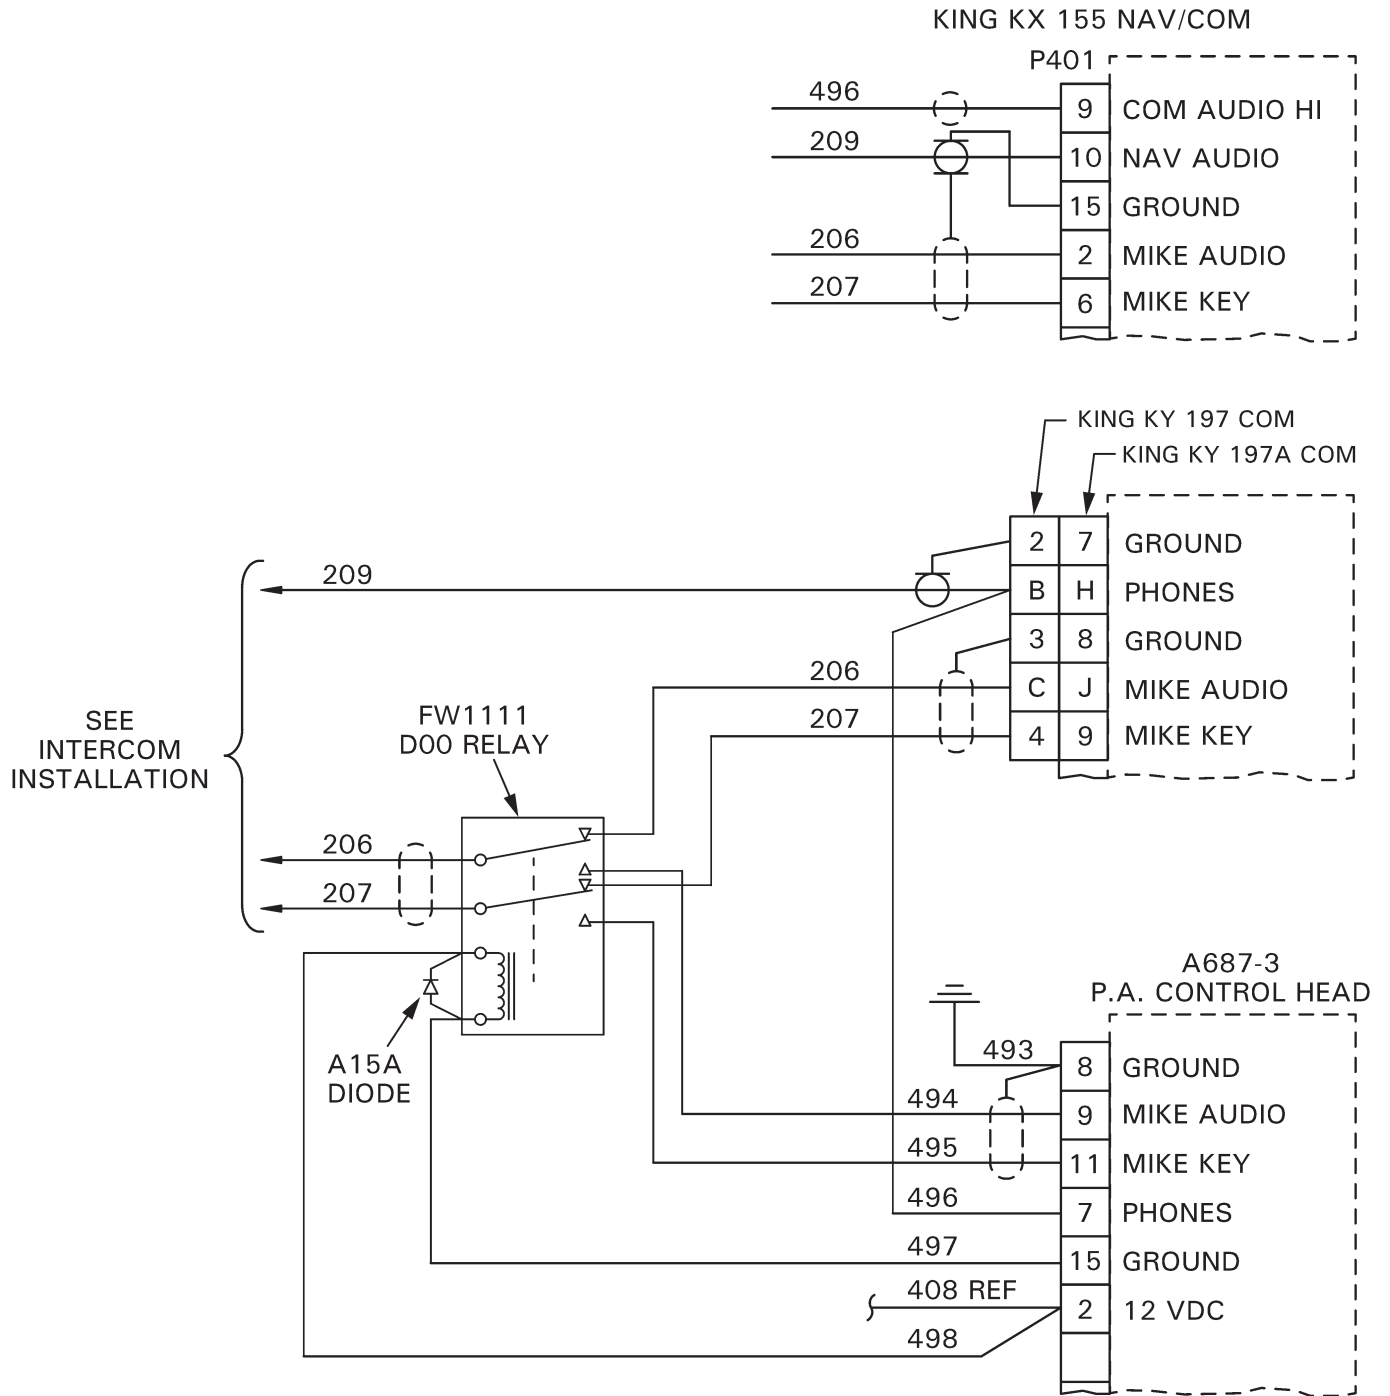 KING KX 155 NAV/COM
P401
496
9 COM AUDIO HI
209
10 NAV AUDIO
15 GROUND
206
2 MIKE AUDIO
207
6 MIKE KEY
KING KY 197 COM
KING KY 197A COM
2 7 GROUND
209
B H PHONES
3 8 GROUND
206
C J MIKE AUDIO
207
4 9 MIKE KEY
SEE
INTERCOM
INSTALLATION
FW1111
D00 RELAY
206
207
A15A
DIODE
A687-3
P.A. CONTROL HEAD
493
8 GROUND
494
9 MIKE AUDIO
495
11 MIKE KEY
496
7 PHONES
497
15 GROUND
408 REF
2 12 VDC
498